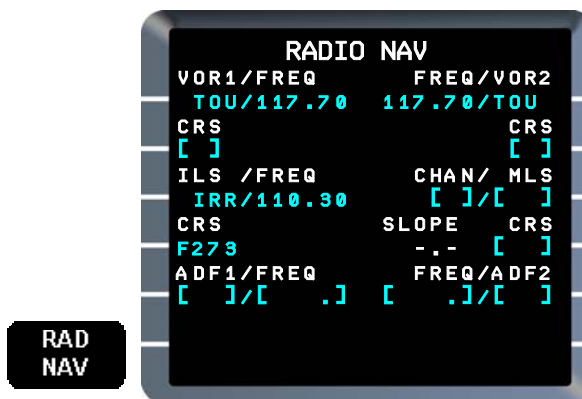 RADIO NAV
VOR1/FREQ FREQ/VOR2
TOU/117.70 117.70/TOU
CRS CRS
[ ] [ ]
ILS /FREQ CHAN/ MLS
IRR/110.30 [ ]/[ ]
CRS SLOPE CRS
F273 -.- [ ]
ADF1/FREQ FREQ/ADF2
[ ]/[ .] [ .]/[ ]
RAD
NAV